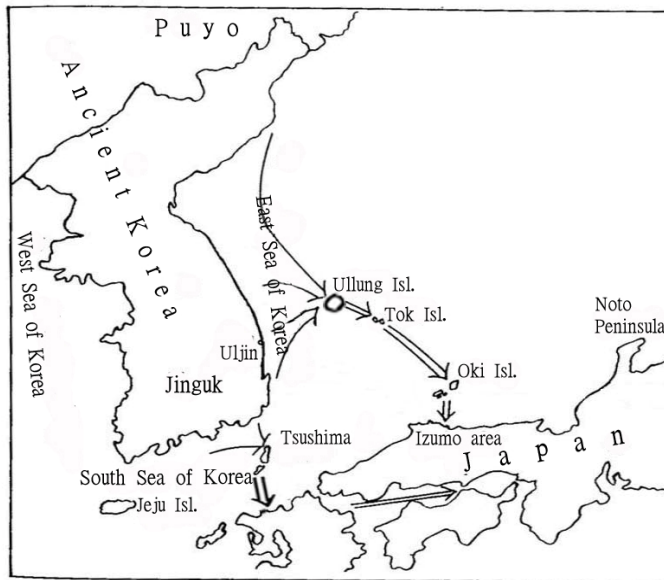 Puyo
Ancient Korea
East Sea of Korea
West Sea of Korea
Ullung Isl.
Tok Isl.
Noto
Peninsula
Uljin
Jinguk
Oki Isl.
Tsushima
Izumo area
Japan
South Sea of Korea
Jeju Isl.